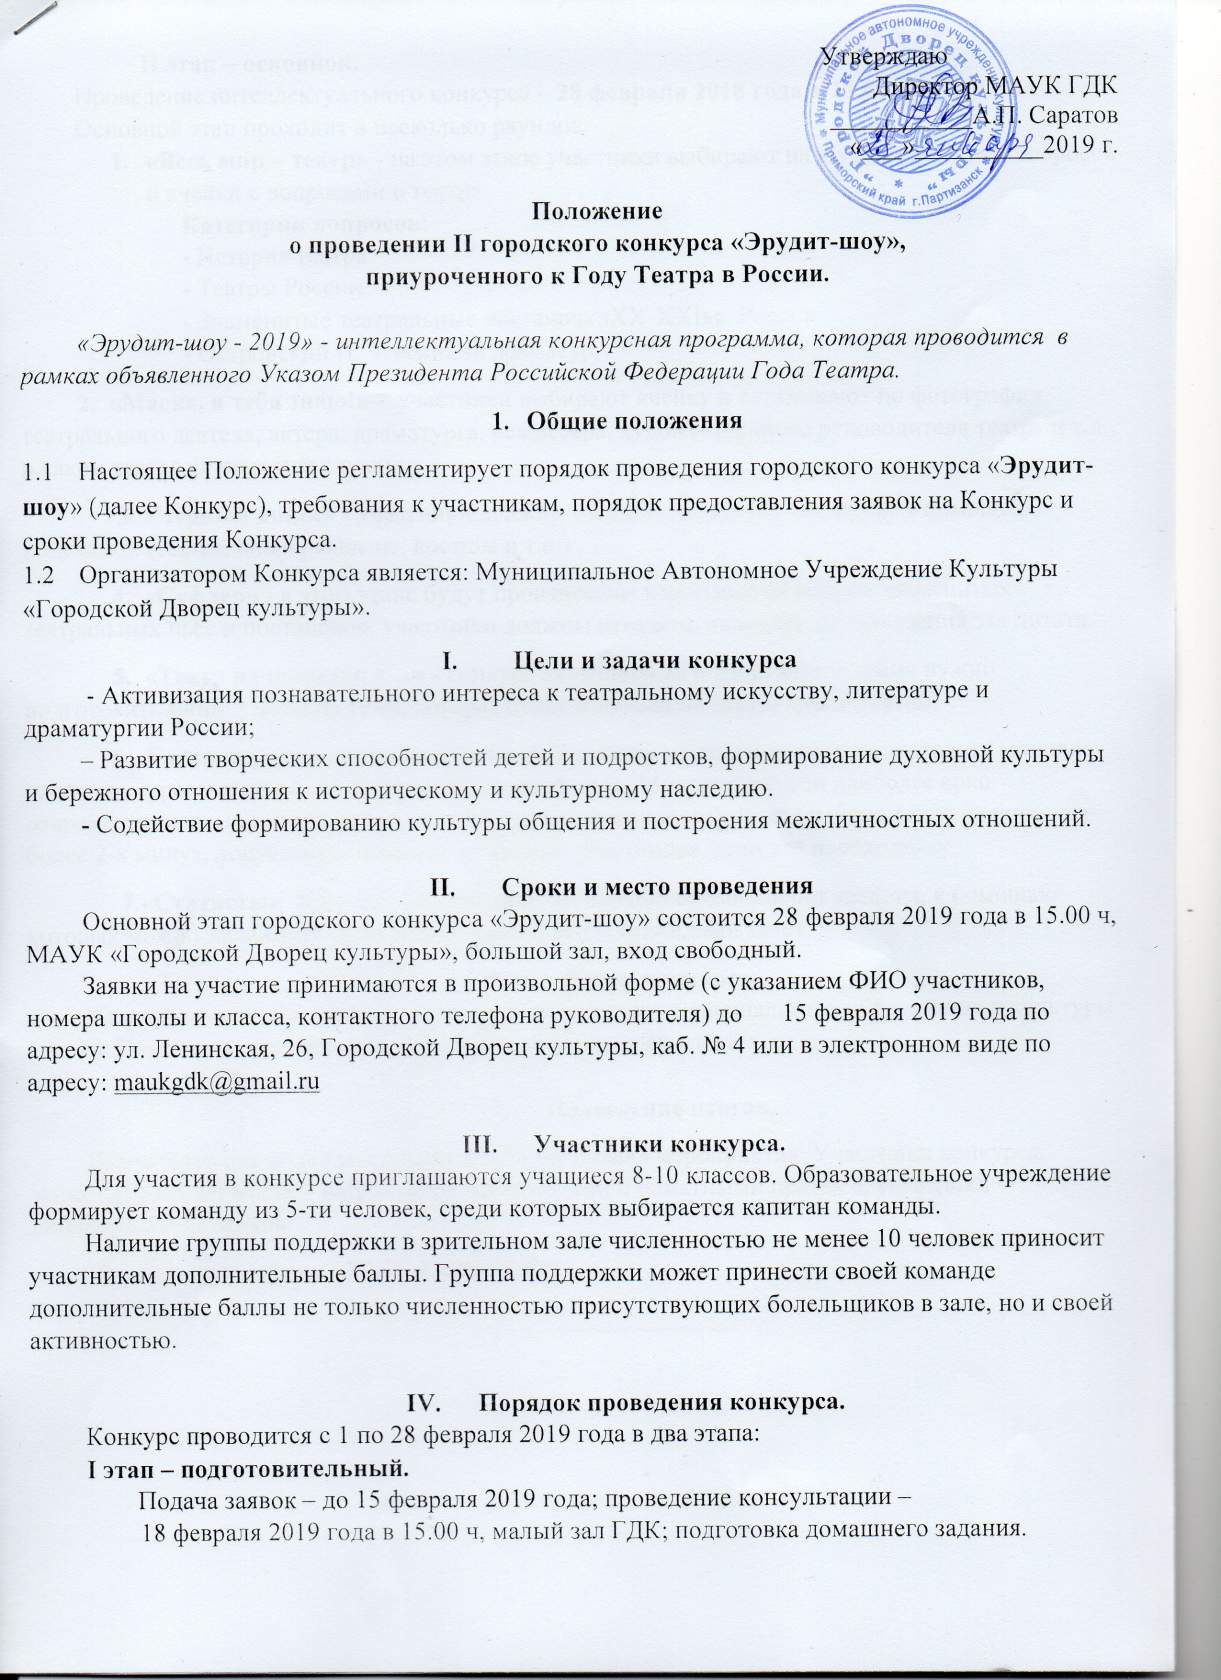 Утверждаю
Директор МАУК ГДК
А.П. Саратов
« » января 2019 г.
Муниципальное автономное учреждение культуры
"Городской Дворец культуры"
Приморский край г.Партизанск
Положение
о проведении II городского конкурса «Эрудит-шоу»,
приуроченного к Году Театра в России.
«Эрудит-шоу - 2019» - интеллектуальная конкурсная программа, которая проводится в
рамках объявленного Указом Президента Российской Федерации Года Театра.
1. Общие положения
1.1 Настоящее Положение регламентирует порядок проведения городского конкурса «Эрудит-
шоу» (далее Конкурс), требования к участникам, порядок предоставления заявок на Конкурс и
сроки проведения Конкурса.
1.2 Организатором Конкурса является: Муниципальное Автономное Учреждение Культуры
«Городской Дворец культуры».
I. Цели и задачи конкурса
- Активизация познавательного интереса к театральному искусству, литературе и
драматургии России;
– Развитие творческих способностей детей и подростков, формирование духовной культуры
и бережного отношения к историческому и культурному наследию.
- Содействие формированию культуры общения и построения межличностных отношений.
II. Сроки и место проведения
Основной этап городского конкурса «Эрудит-шоу» состоится 28 февраля 2019 года в 15.00 ч,
МАУК «Городской Дворец культуры», большой зал, вход свободный.
Заявки на участие принимаются в произвольной форме (с указанием ФИО участников,
номера школы и класса, контактного телефона руководителя) до 15 февраля 2019 года по
адресу: ул. Ленинская, 26, Городской Дворец культуры, каб. № 4 или в электронном виде по
адресу: maukgdk@gmail.ru
III. Участники конкурса.
Для участия в конкурсе приглашаются учащиеся 8-10 классов. Образовательное учреждение
формирует команду из 5-ти человек, среди которых выбирается капитан команды.
Наличие группы поддержки в зрительном зале численностью не менее 10 человек приносит
участникам дополнительные баллы. Группа поддержки может принести своей команде
дополнительные баллы не только численностью присутствующих болельщиков в зале, но и своей
активностью.
IV. Порядок проведения конкурса.
Конкурс проводится с 1 по 28 февраля 2019 года в два этапа:
I этап – подготовительный.
Подача заявок – до 15 февраля 2019 года; проведение консультации –
18 февраля 2019 года в 15.00 ч, малый зал ГДК; подготовка домашнего задания.